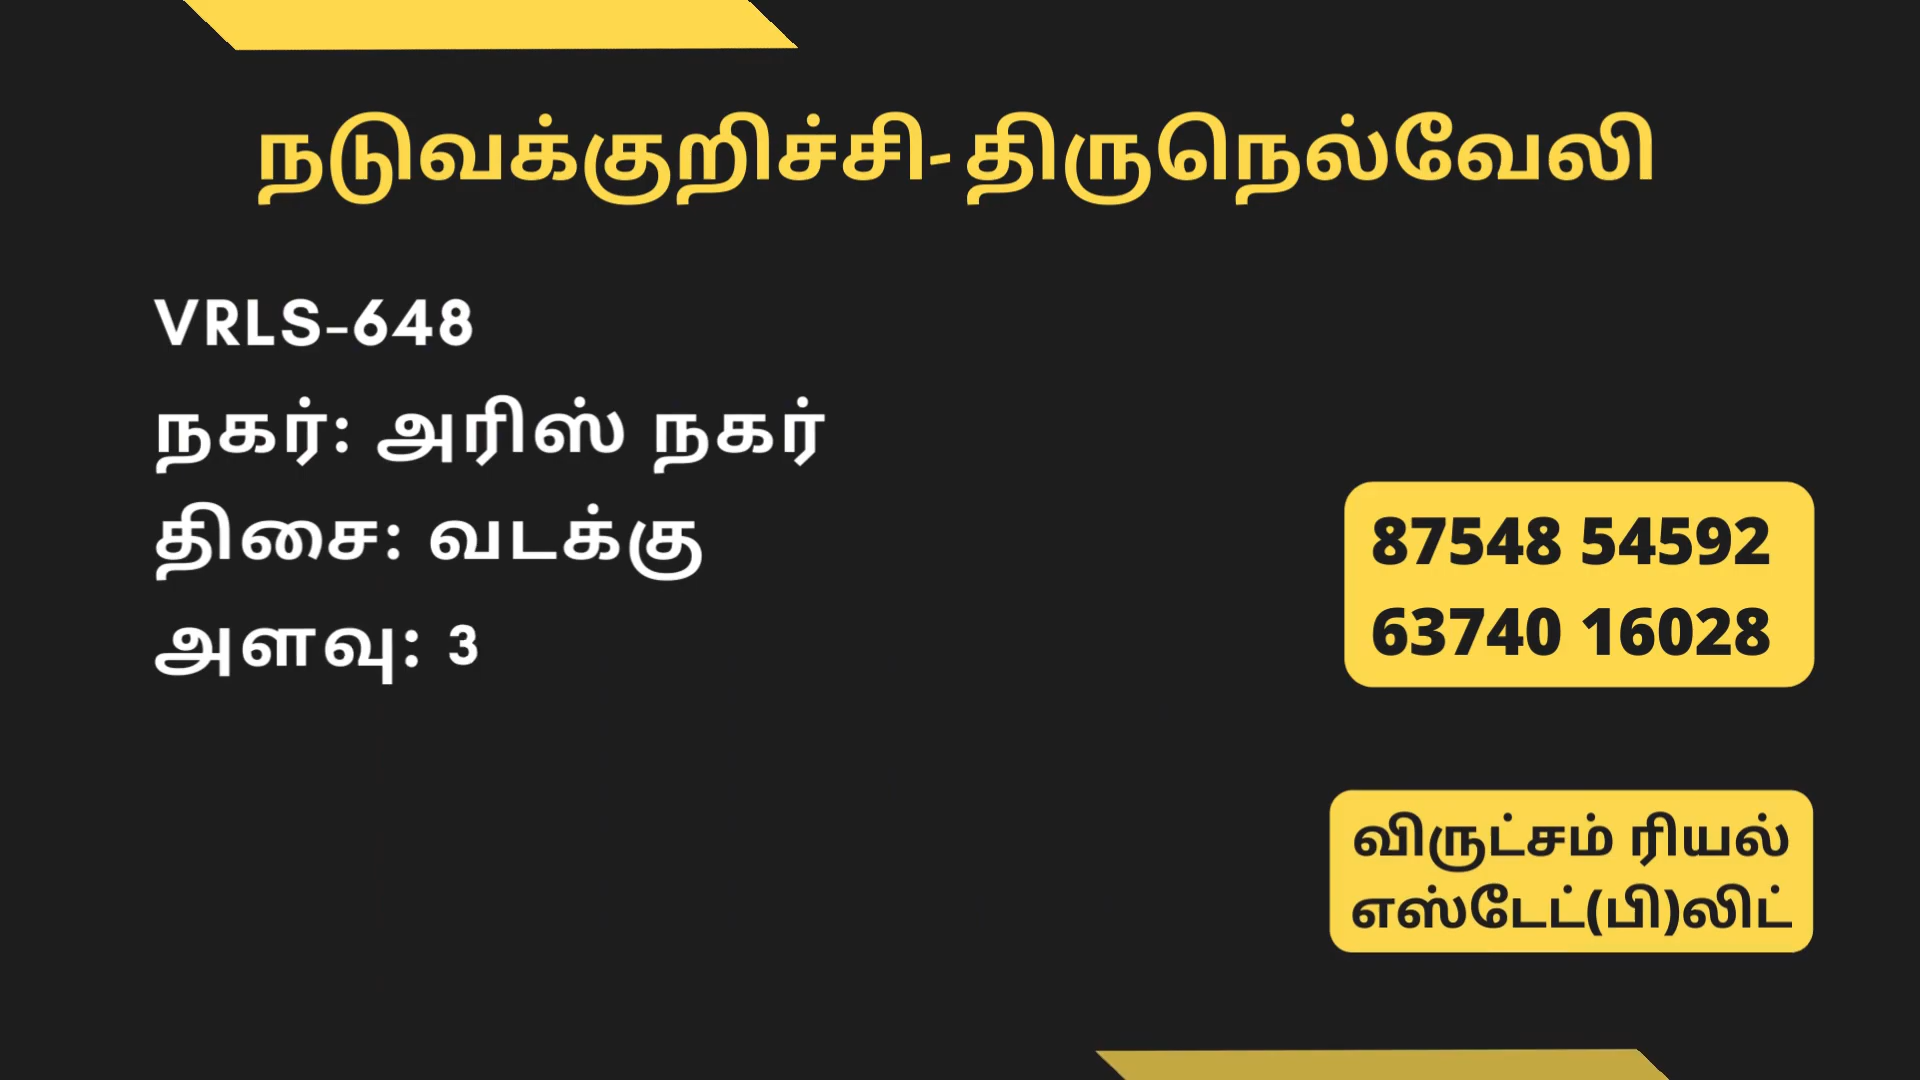 நடுவக்குறிச்சி-திருநெல்வேலி
VRLS-648
நகர்: அரிஸ் நகர்
திசை: வடக்கு
அளவு: 3
87548 54592
63740 16028
விருட்சம் ரியல்
எஸ்டேட்(பி)லிட்